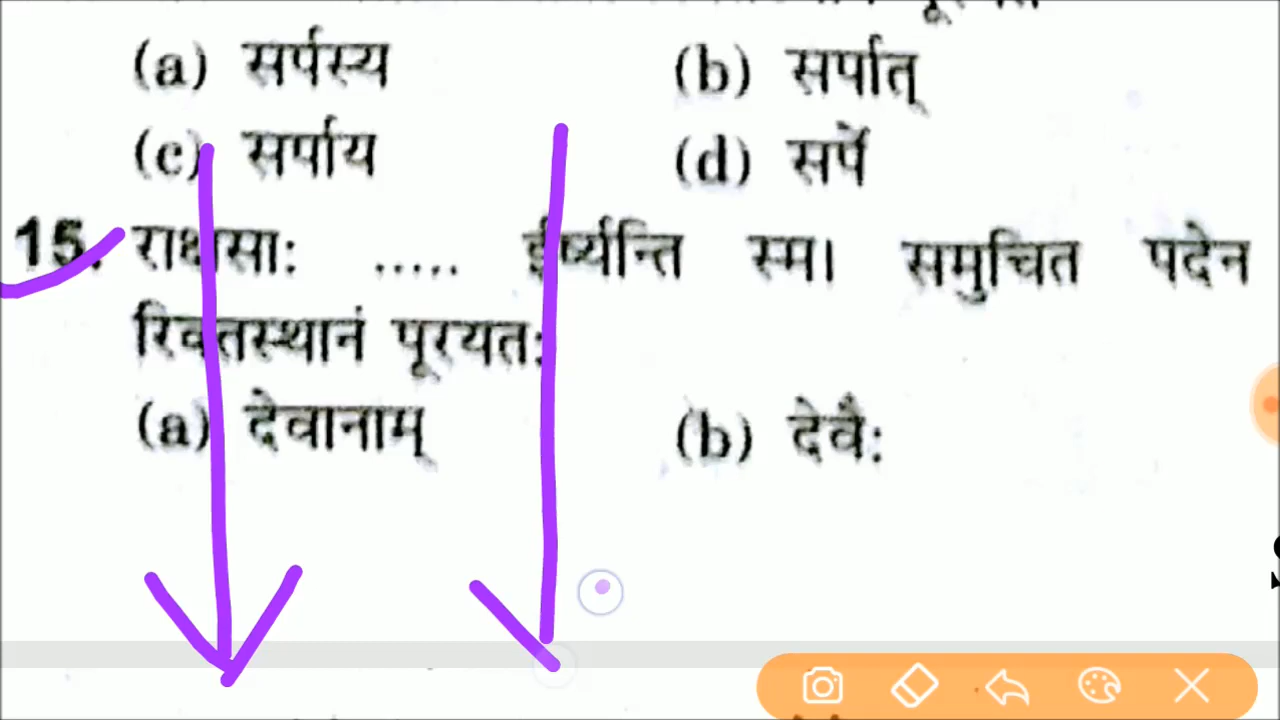 (a) सर्पस्य (b) सर्पात्
(c) सर्पाय (d) सर्पे
15. राक्षसाः ..... ईर्ष्यन्ति स्म। समुचित पदेन
रिक्तस्थानं पूरयत:
(a) देवानाम् (b) देवैः